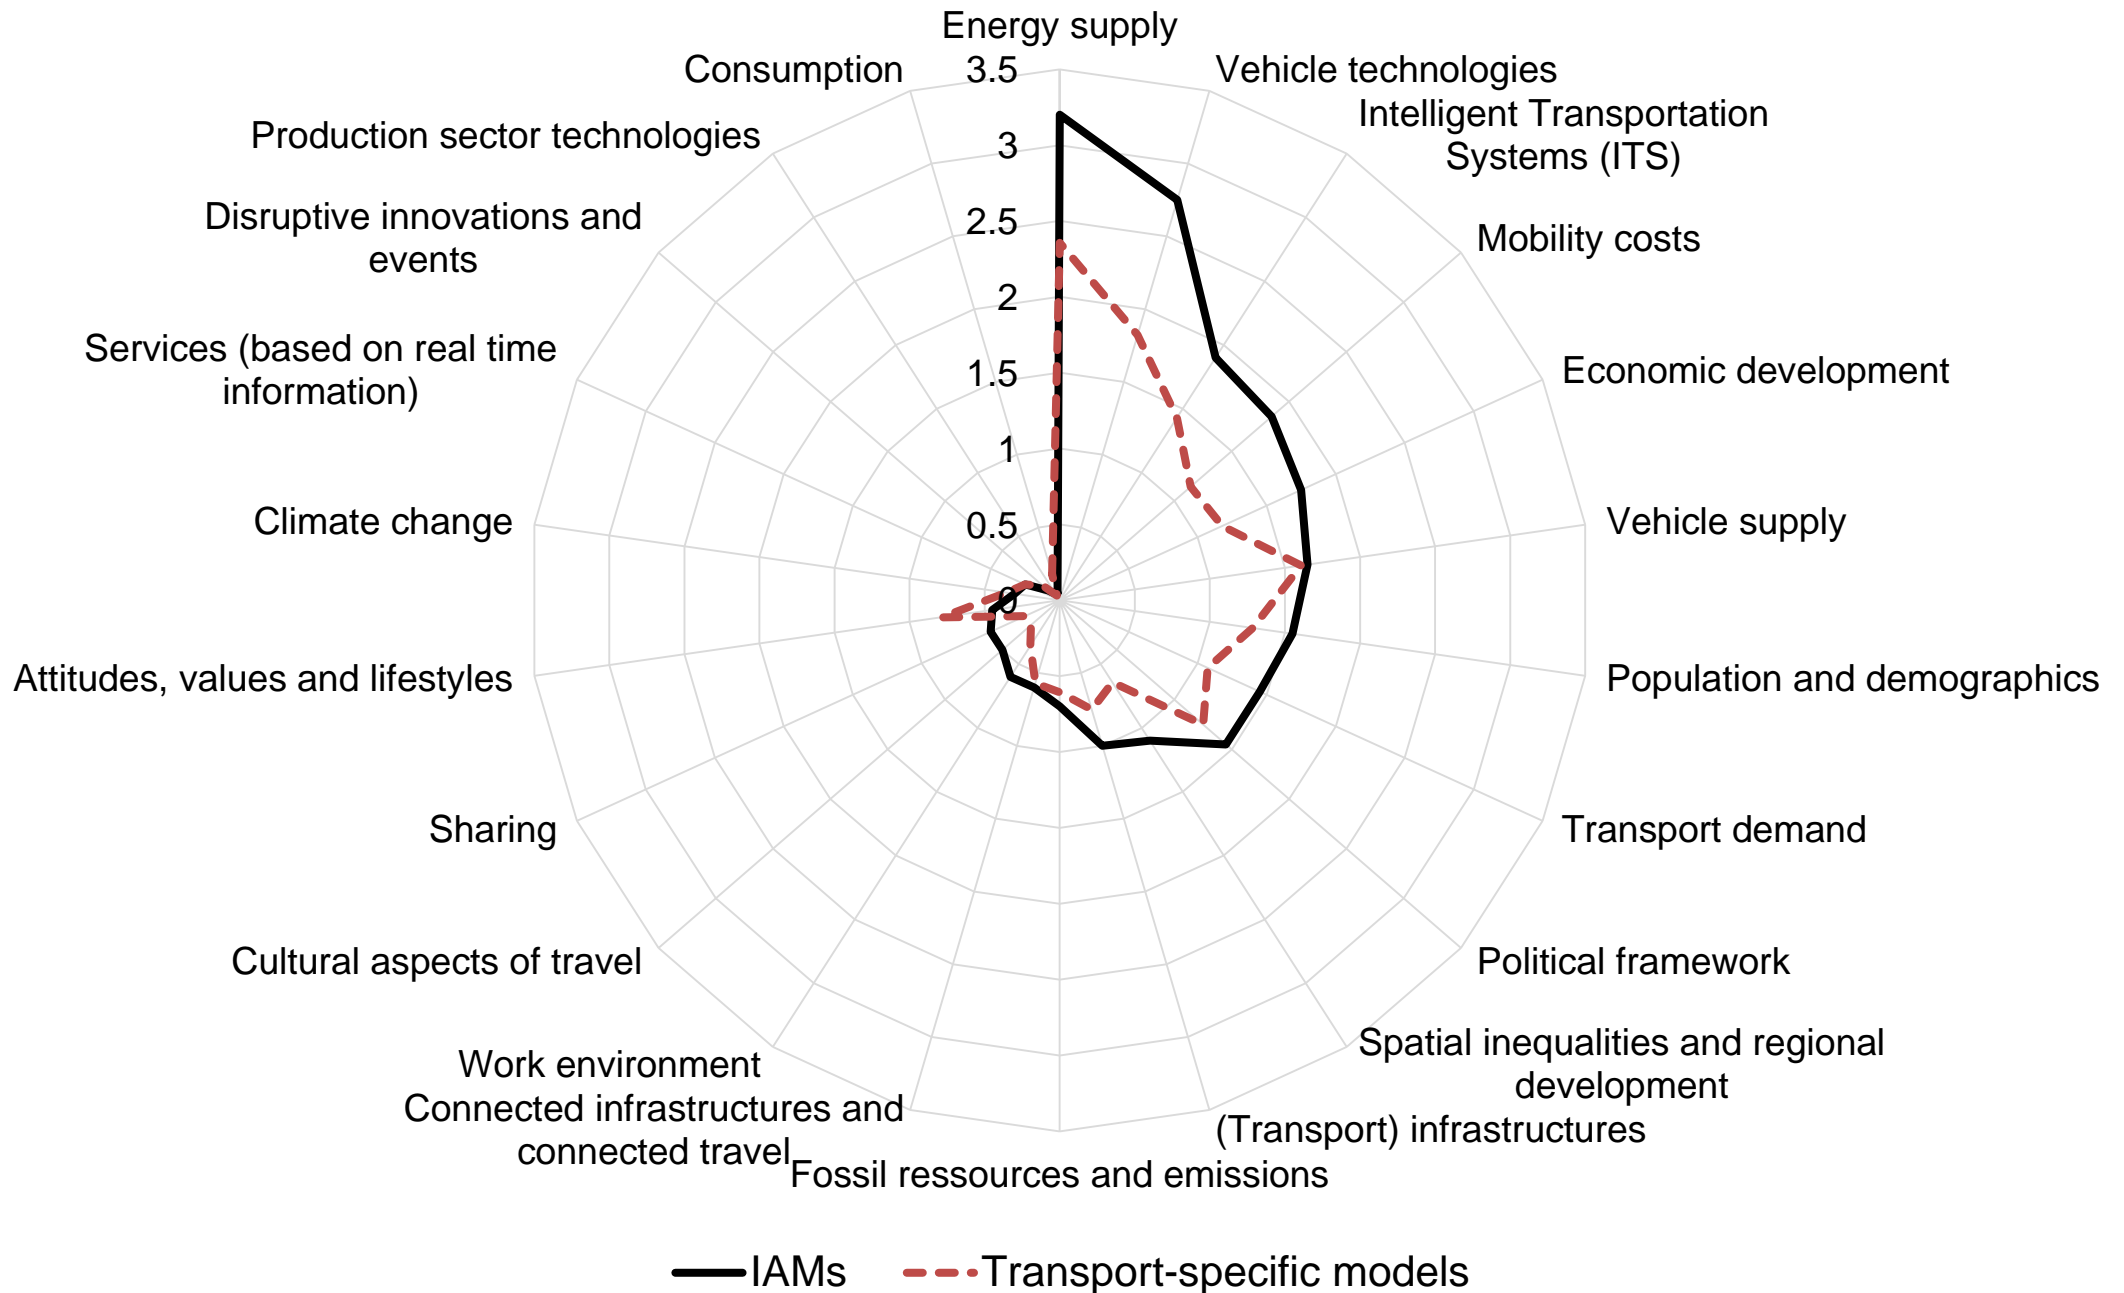 Energy supply
Consumption
3.5
Vehicle technologies
Intelligent Transportation
Systems (ITS)
Production sector technologies
3
Disruptive innovations and
events
2.5
Mobility costs
2
Services (based on real time
information)
1.5
Economic development
1
Climate change
0.5
Vehicle supply
0
Attitudes, values and lifestyles
Population and demographics
Sharing
Transport demand
Cultural aspects of travel
Political framework
Work environment
Spatial inequalities and regional
development
Connected infrastructures and
connected travel
(Transport) infrastructures
Fossil ressources and emissions
IAMs
Transport-specific models